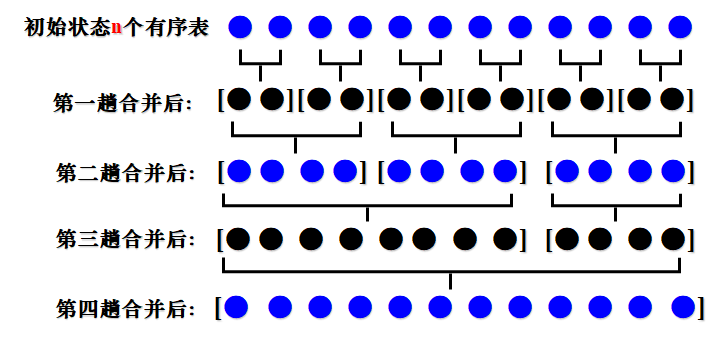 初始状态n个有序表
第一趟合并后: [ ][ ][ ][ ][ ][ ]
第二趟合并后: [ ] [ ] [ ]
第三趟合并后: [ ] [ ]
第四趟合并后: [ ]